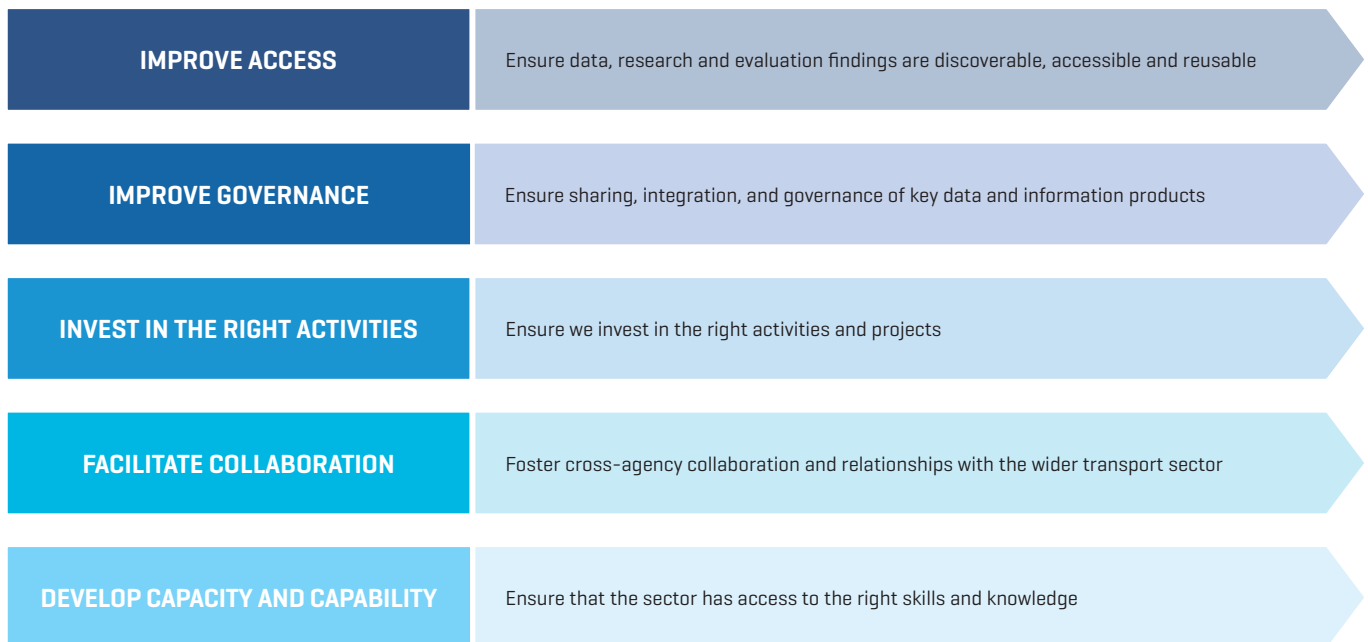 IMPROVE ACCESS
Ensure data, research and evaluation findings are discoverable, accessible and reusable
IMPROVE GOVERNANCE
Ensure sharing, integration, and governance of key data and information products
INVEST IN THE RIGHT ACTIVITIES
Ensure we invest in the right activities and projects
FACILITATE COLLABORATION
Foster cross-agency collaboration and relationships with the wider transport sector
DEVELOP CAPACITY AND CAPABILITY
Ensure that the sector has access to the right skills and knowledge